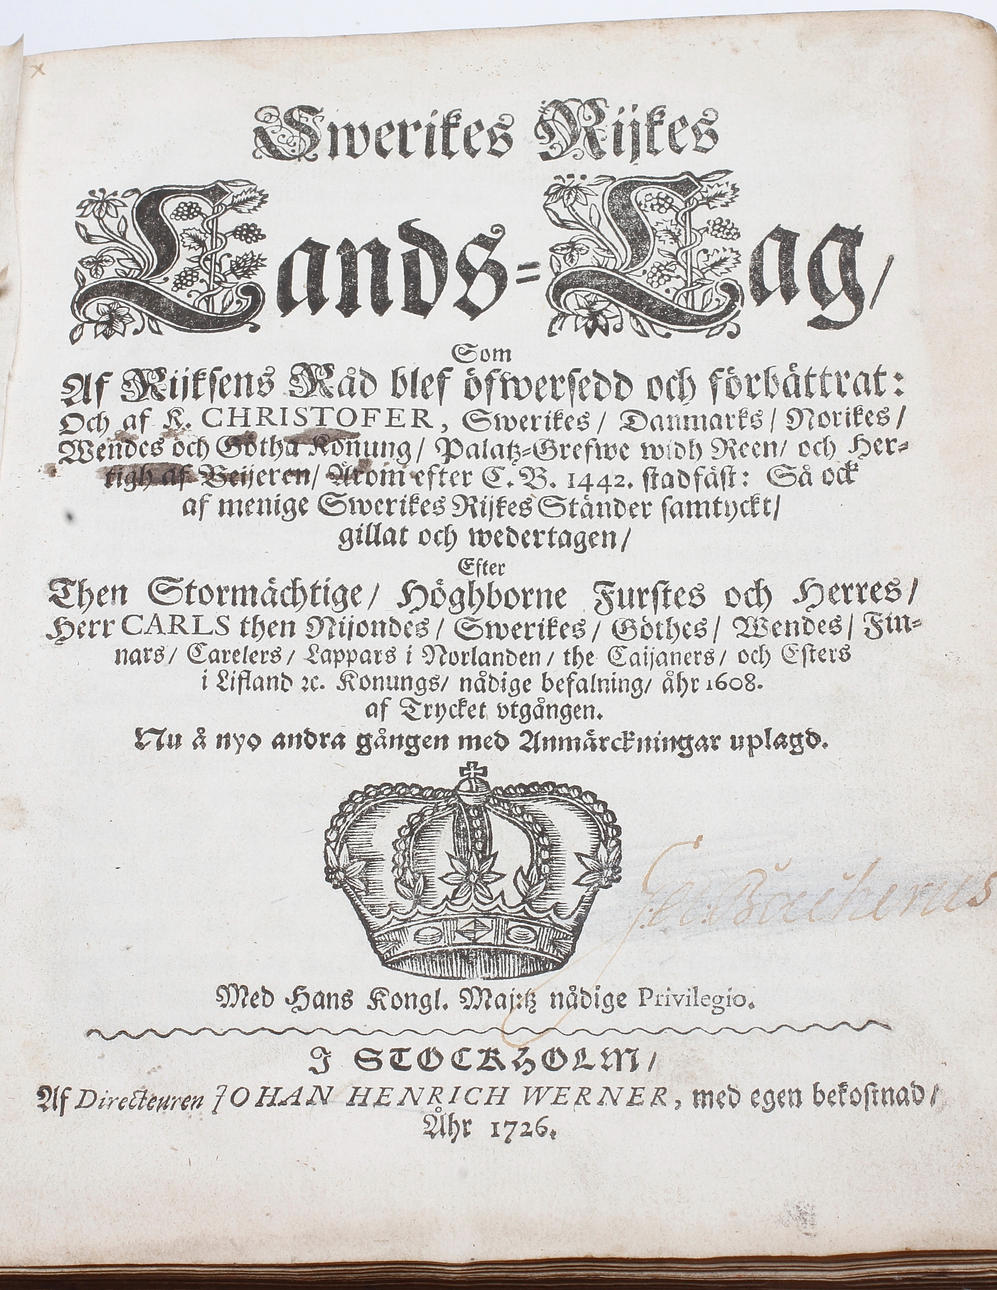 Swerikes Rijkes
Lands-Lag/
Som
Af Rijksens Råd blef öfwersedd och förbättrat:
Och af K. CHRISTOFER, Swerikes/ Danmarks/ Norikes/
Wendes och Götha Konung/ Palatz-Grefwe widh Reen/ och Her-
tigh af Beijeren/ Årom efter C. B. 1442. stadfäst: Så ock
af menige Swerikes Rijkes Ständer samtyckt/
gillat och wedertagen/
Efter
Then Stormächtige/ Höghborne Furstes och Herres/
Herr CARLS then Nijondes/ Swerikes/ Göthes/ Wendes/ Fin-
nars/ Carelers/ Lappars i Norlanden/ the Caijaners/ och Esters
i Lifland ꝛc. Konungs/ nådige befalning/ åhr 1608.
af Trycket vtgången.
Nu å nyo andra gången med Anmärckningar uplagd.
Med Hans Kongl. Maj:tz nådige Privilegio.
I STOCKHOLM/
Af Directeuren JOHAN HENRICH WERNER, med egen bekostnad/
Åhr 1726.